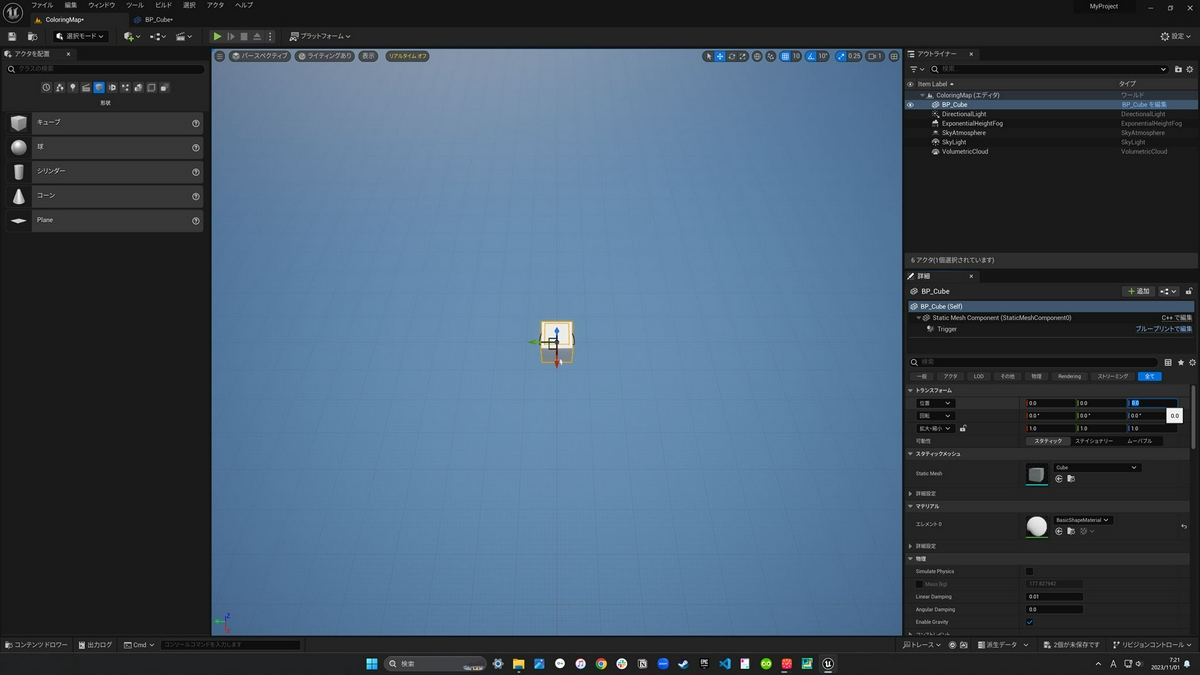 ファイル 編集 ウィンドウ ツール ビルド 選択 アクタ ヘルプ
MyProject
ColoringMap*
BP_Cube*
選択モード
プラットフォーム
設定
アクタを配置
クラスの検索
形状
キューブ
球
シリンダー
コーン
Plane
パースペクティブ
ライティングあり
表示
リアルタイム オフ
10
10°
0.25
1
アウトライナー
検索
Item Label
タイプ
ColoringMap (エディタ)
ワールド
BP_Cube
BP_Cube を編集
DirectionalLight
DirectionalLight
ExponentialHeightFog
ExponentialHeightFog
SkyAtmosphere
SkyAtmosphere
SkyLight
SkyLight
VolumetricCloud
VolumetricCloud
6 アクタ(1個選択されています)
詳細
BP_Cube
追加
BP_Cube (Self)
Static Mesh Component (StaticMeshComponent0)
C++ で編集
Trigger
ブループリントで編集
検索
一般 アクタ LOD その他 物理 Rendering ストリーミング 全て
トランスフォーム
位置 0.0 0.0 0.0
回転 0.0° 0.0° 0.0°
0.0
拡大・縮小 1.0 1.0 1.0
可動性 スタティック ステイショナリー ムーバブル
スタティックメッシュ
Static Mesh
Cube
詳細設定
マテリアル
エレメント 0
BasicShapeMaterial
詳細設定
物理
Simulate Physics
Mass (kg) 177.827942
Linear Damping 0.01
Angular Damping 0.0
Enable Gravity
コンテンツドロワー
出力ログ
Cmd
コンソールコマンドを入力します
トレース
派生データ
2個が未保存です
リビジョンコントロール
検索
A
7:21
2023/11/01